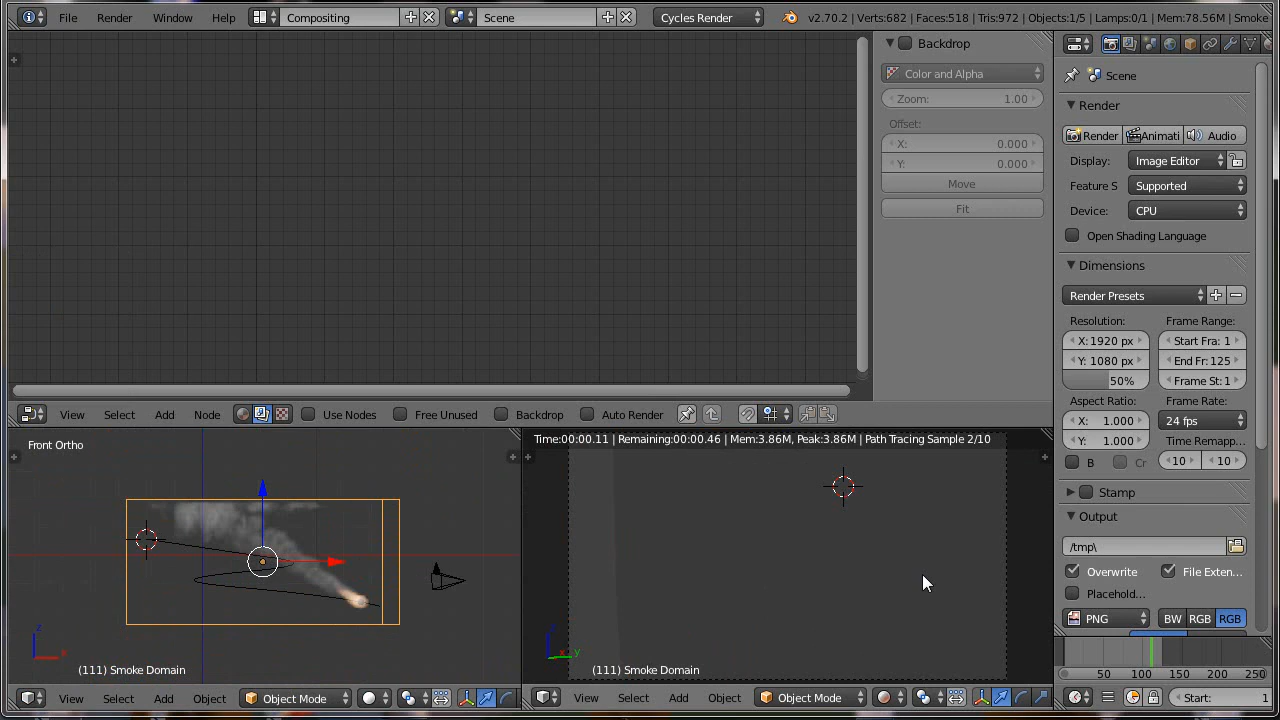 File Render Window Help Compositing Scene Cycles Render v2.70.2 | Verts:682 | Faces:518 | Tris:972 | Objects:1/5 | Lamps:0/1 | Mem:78.56M | Smoke
Backdrop
Color and Alpha
Zoom: 1.00
Offset:
X: 0.000
Y: 0.000
Move
Fit
Scene
Render
Render Animati Audio
Display: Image Editor
Feature S Supported
Device: CPU
Open Shading Language
Dimensions
Render Presets
Resolution: Frame Range:
X:1920 px Start Fra: 1
Y: 1080 px End Fr: 125
50% Frame St: 1
Aspect Ratio: Frame Rate:
X: 1.000 24 fps
Y: 1.000 Time Remapp...
B Cr 10 10
Stamp
Output
/tmp\
Overwrite File Exten...
Placehold...
PNG BW RGB RGB
View Select Add Node Use Nodes Free Unused Backdrop Auto Render
Front Ortho
z
x
(111) Smoke Domain
View Select Add Object Object Mode
Time:00:00.11 | Remaining:00:00.46 | Mem:3.86M, Peak:3.86M | Path Tracing Sample 2/10
z
x y
(111) Smoke Domain
View Select Add Object Object Mode
50 100 150 200 250
Start: 1